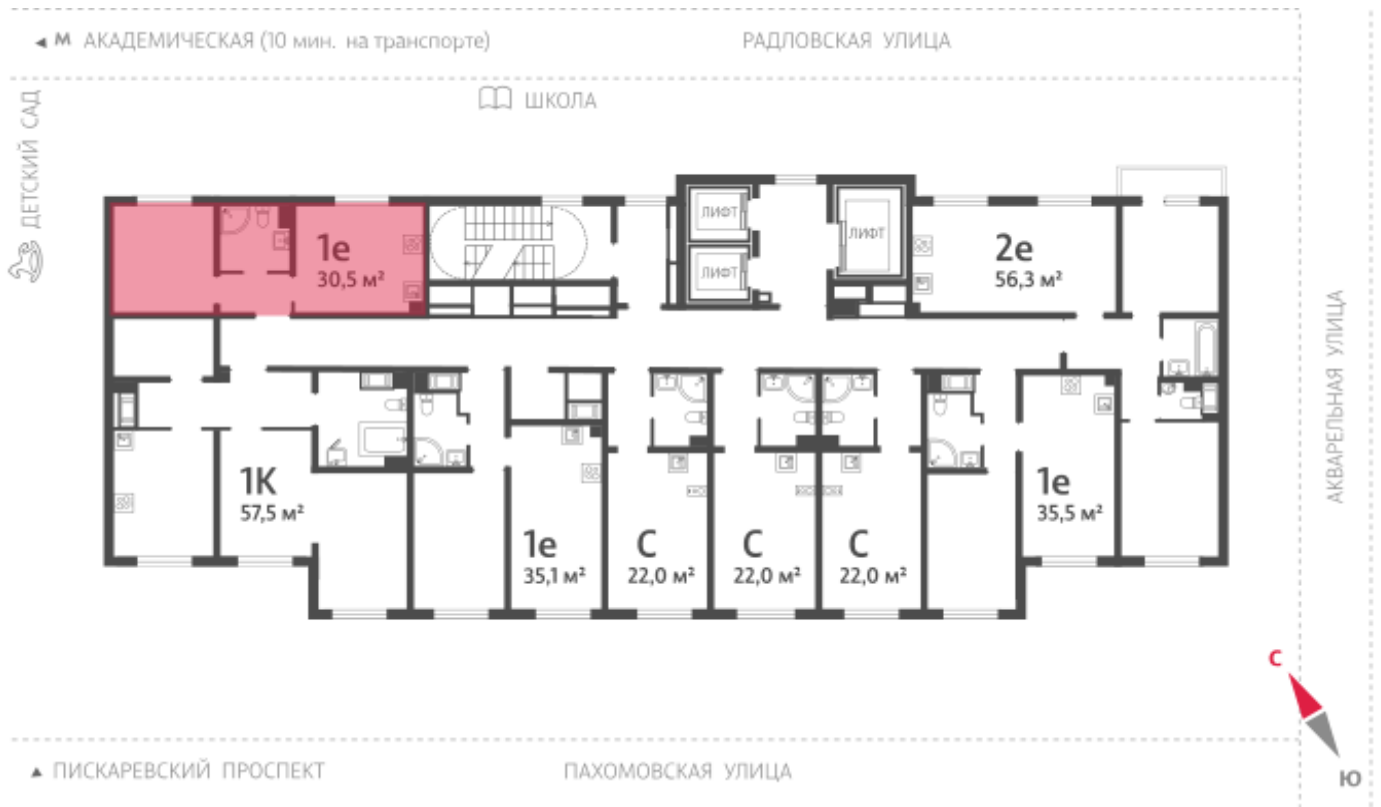 ◄ М АКАДЕМИЧЕСКАЯ (10 мин. на транспорте)
РАДЛОВСКАЯ УЛИЦА
ДЕТСКИЙ САД
ШКОЛА
ЛИФТ
ЛИФТ
ЛИФТ
1е
30,5 м²
2е
56,3 м²
АКВАРЕЛЬНАЯ УЛИЦА
1К
57,5 м²
1е
35,1 м²
С
22,0 м²
С
22,0 м²
С
22,0 м²
1е
35,5 м²
С
Ю
▲ ПИСКАРЕВСКИЙ ПРОСПЕКТ
ПАХОМОВСКАЯ УЛИЦА